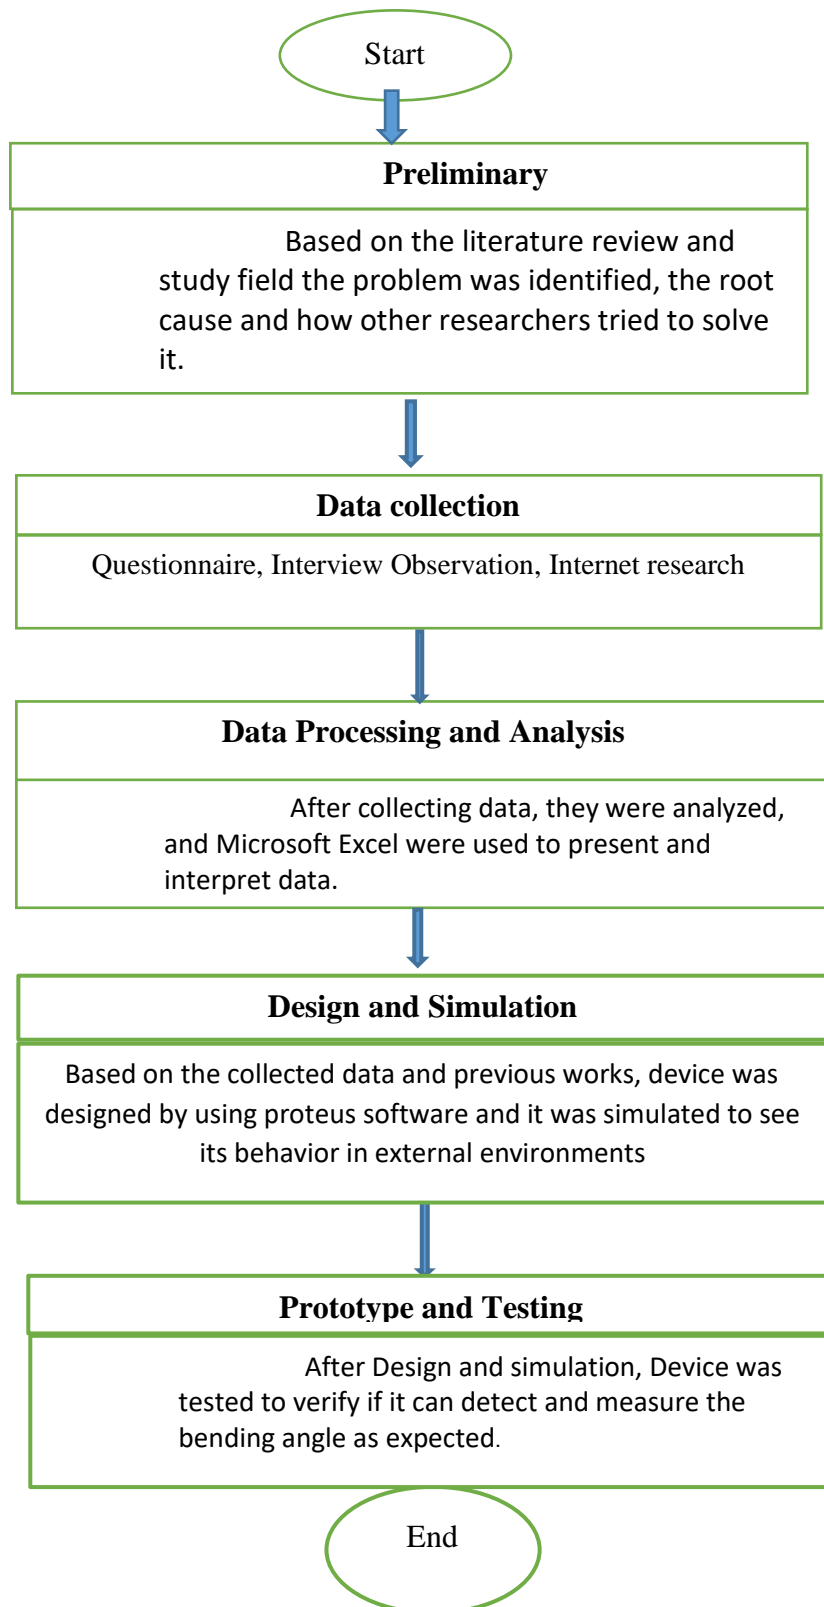 Start
Preliminary
Based on the literature review and
study field the problem was identified, the root
cause and how other researchers tried to solve
it.
Data collection
Questionnaire, Interview Observation, Internet research
Data Processing and Analysis
After collecting data, they were analyzed,
and Microsoft Excel were used to present and
interpret data.
Design and Simulation
Based on the collected data and previous works, device was
designed by using proteus software and it was simulated to see
its behavior in external environments
Prototype and Testing
After Design and simulation, Device was
tested to verify if it can detect and measure the
bending angle as expected.
End